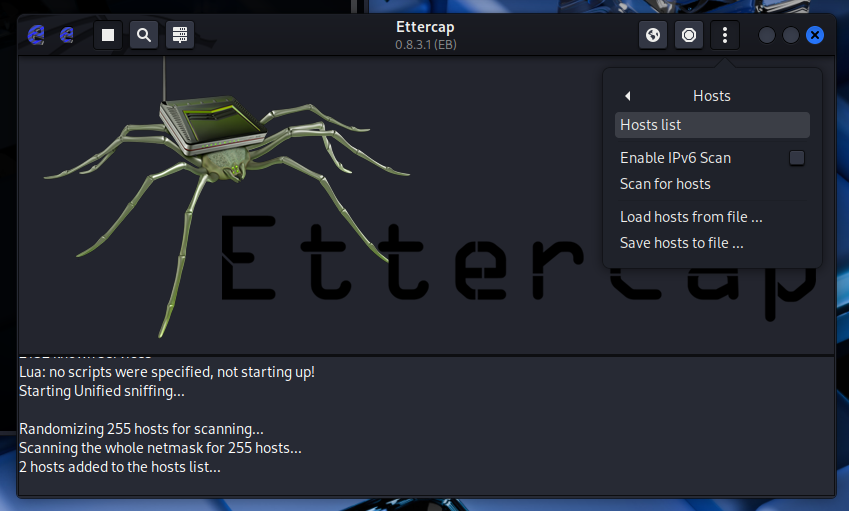 Ettercap
0.8.3.1 (EB)
Hosts
Hosts list
Enable IPv6 Scan
Scan for hosts
Load hosts from file ...
Save hosts to file ...
Ettercap
Lua: no scripts were specified, not starting up!
Starting Unified sniffing...
Randomizing 255 hosts for scanning...
Scanning the whole netmask for 255 hosts...
2 hosts added to the hosts list...